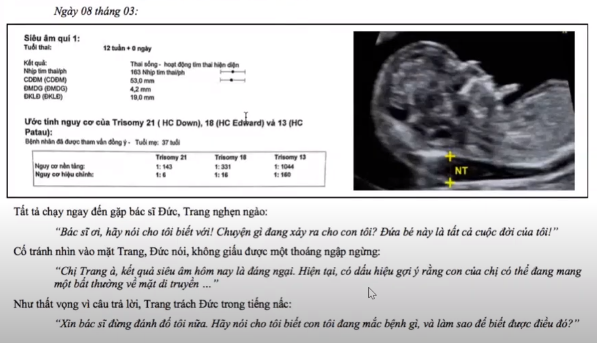 Ngày 08 tháng 03:
Siêu âm quí 1:
Tuổi thai: 12 tuần + 0 ngày
Kết quả: Thai sống - hoạt động tim thai hiện diện
Nhịp tim thai/ph 163 Nhịp tim thai/ph
CDĐM (CDĐM) 53,0 mm
ĐMDG (ĐMDG) 4,2 mm
ĐKLĐ (ĐKLĐ) 19,0 mm
Ước tính nguy cơ của Trisomy 21 ( HC Down), 18 (HC Edward) và 13 (HC
Patau):
Bệnh nhân đã được tham vấn đồng ý - Tuổi mẹ: 37 tuổi
Trisomy 21 Trisomy 18 Trisomy 13
Nguy cơ nền tảng: 1: 143 1: 331 1: 1044
Nguy cơ hiệu chỉnh: 1: 6 1: 16 1: 160
NT
Tất tả chạy ngay đến gặp bác sĩ Đức, Trang nghẹn ngào:
"Bác sĩ ơi, hãy nói cho tôi biết với! Chuyện gì đang xảy ra cho con tôi? Đứa bé này là tất cả cuộc đời của tôi!"
Cố tránh nhìn vào mặt Trang, Đức nói, không giấu được một thoáng ngập ngừng:
"Chị Trang à, kết quả siêu âm hôm nay là đáng ngại. Hiện tại, có dấu hiệu gợi ý rằng con của chị có thể đang mang
một bất thường về mặt di truyền ..."
Như thất vọng vì câu trả lời, Trang trách Đức trong tiếng nấc:
"Xin bác sĩ đừng đánh đố tôi nữa. Hãy nói cho tôi biết con tôi đang mắc bệnh gì, và làm sao để biết được điều đó?"